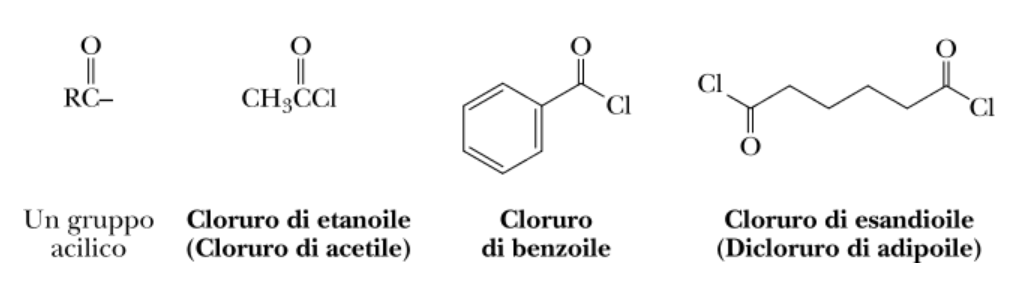 O
RC–
O
CH₃CCl
O
Cl
Cl
O
O
Cl
Un gruppo
acilico
Cloruro di etanoile
(Cloruro di acetile)
Cloruro
di benzoile
Cloruro di esandioile
(Dicloruro di adipoile)